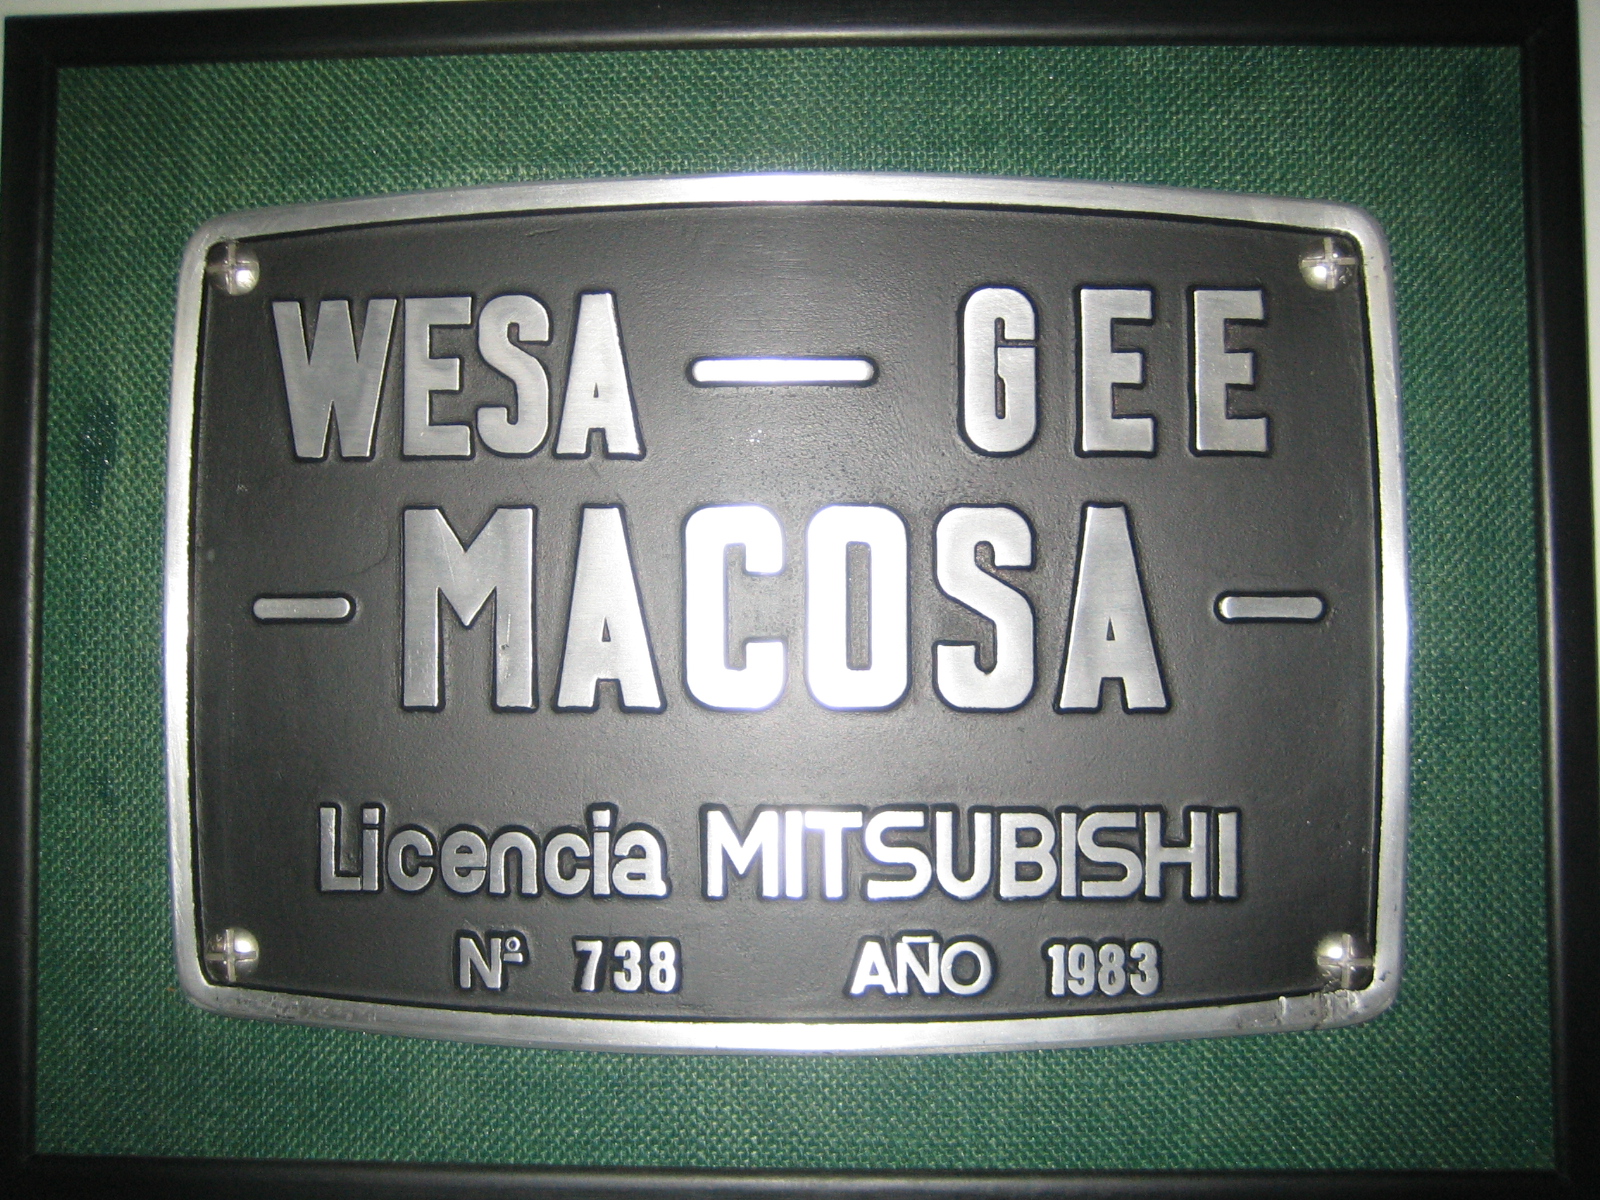 WESA — GEE
— MACOSA —
Licencia MITSUBISHI
Nº 738 AÑO 1983